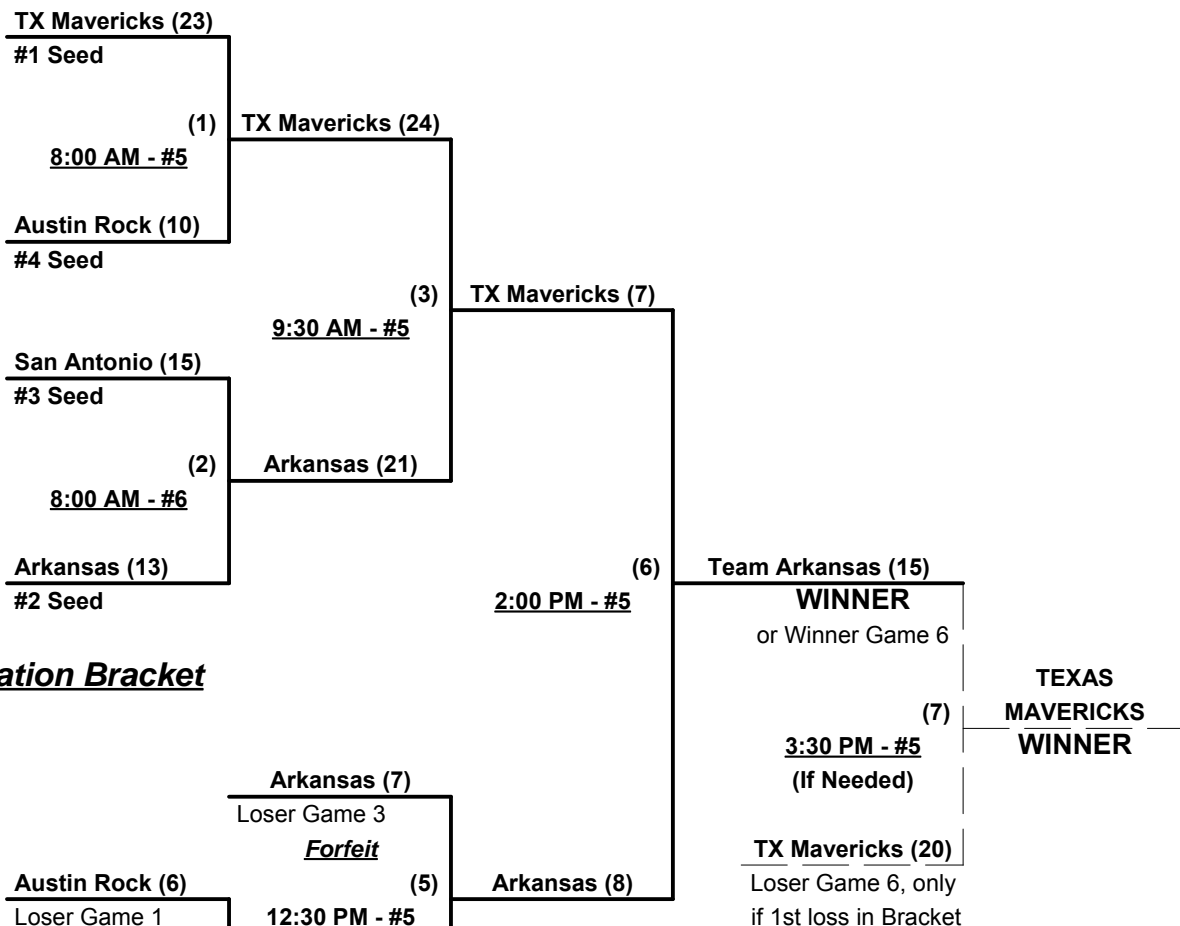 TX Mavericks (23)
#1 Seed
(1) TX Mavericks (24)
8:00 AM - #5
Austin Rock (10)
#4 Seed
(3) TX Mavericks (7)
9:30 AM - #5
San Antonio (15)
#3 Seed
(2) Arkansas (21)
8:00 AM - #6
Arkansas (13)
#2 Seed
(6) Team Arkansas (15)
2:00 PM - #5
WINNER
or Winner Game 6
ation Bracket
TEXAS
(7) MAVERICKS
3:30 PM - #5
WINNER
(If Needed)
Arkansas (7)
Loser Game 3
Forfeit
TX Mavericks (20)
Austin Rock (6)
(5) Arkansas (8)
Loser Game 6, only
Loser Game 1
12:30 PM - #5
if 1st loss in Bracket